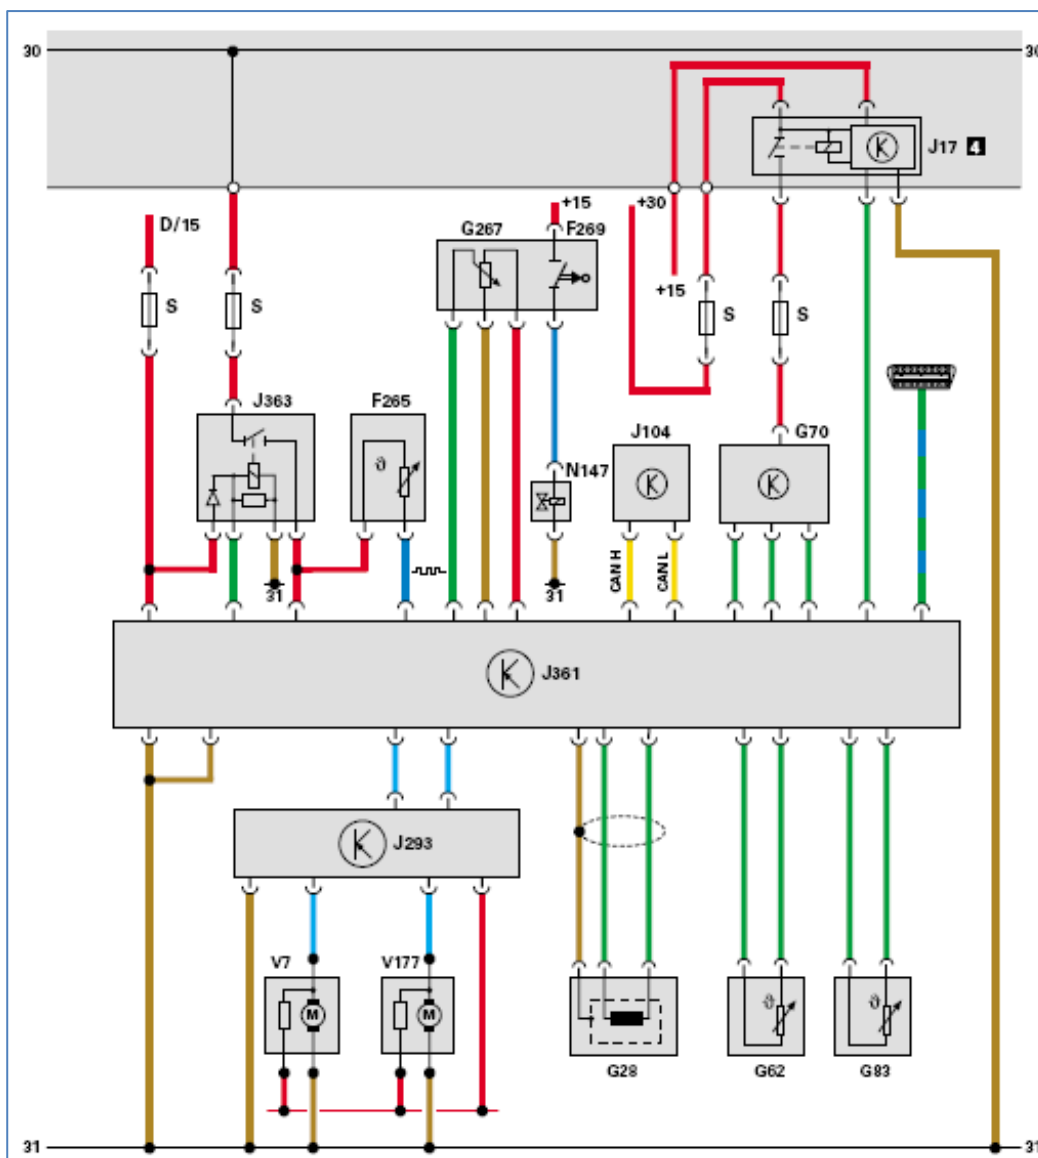 30 30
J17 4
D/15 +15 +30
G267 F269
S S +15 S S
J363 F265 J104 G70
ϑ
N147
CAN H CAN L
31 31
J361
J293
V7 V177
M M ϑ ϑ
G28 G62 G83
31 31